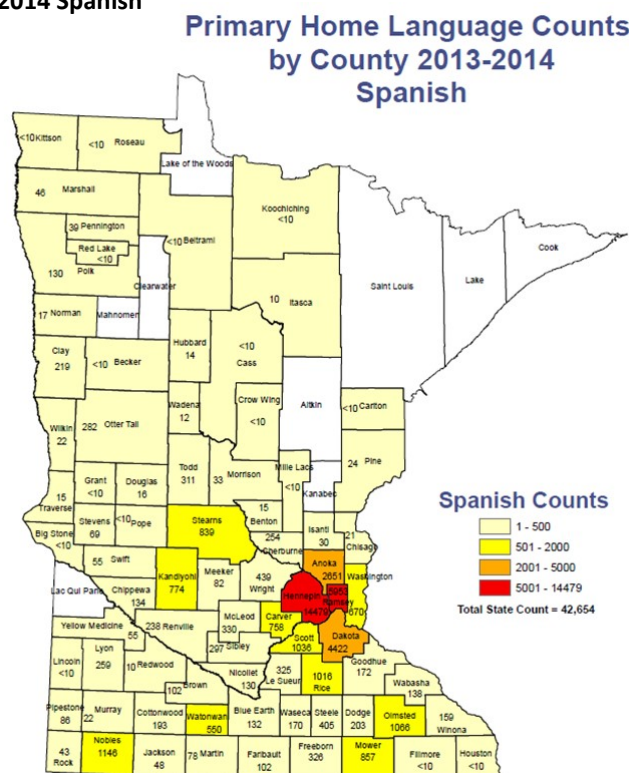 2014 Spanish
Primary Home Language Counts
by County 2013-2014
Spanish
<10 Kittson
<10 Roseau
Lake of the Woods
46 Marshall
Koochiching
<10
39 Pennington
<10 Beltrami
Red Lake
<10
Polk
130
Clearwater
10 Itasca
Saint Louis
Lake
Cook
17 Norman
Mahnomen
Hubbard
14
<10
Cass
Clay
219
<10 Becker
Aitkin
Wadena
12
Crow Wing
<10
<10 Carlton
Wilkin
22
282 Otter Tail
Todd
311
33 Morrison
Mille Lacs
<10
24 Pine
Kanabec
Grant
<10
Douglas
16
15
Traverse
Stevens
69
<10 Pope
Stearns
839
15
Benton
Isanti
30
21
Chisago
Big Stone
<10
254
Sherburne
55 Swift
Kandiyohi
774
Meeker
82
439
Wright
Anoka
2651
Washington
670
Hennepin
14479
5953
Ramsey
Lac Qui Parle
Chippewa
134
McLeod
330
Carver
758
Scott
1036
Dakota
4422
Yellow Medicine
55
238 Renville
297 Sibley
Goodhue
172
Lincoln
<10
Lyon
259
10 Redwood
102 Brown
Nicollet
130
325
Le Sueur
1016
Rice
Wabasha
138
Pipestone
86
22 Murray
Cottonwood
193
Watonwan
550
Blue Earth
132
Waseca
170
Steele
405
Dodge
203
Olmsted
1066
159
Winona
43
Rock
Nobles
1146
Jackson
48
78 Martin
Faribault
102
Freeborn
326
Mower
857
Fillmore
<10
Houston
<10
Spanish Counts
1 - 500
501 - 2000
2001 - 5000
5001 - 14479
Total State Count = 42,654